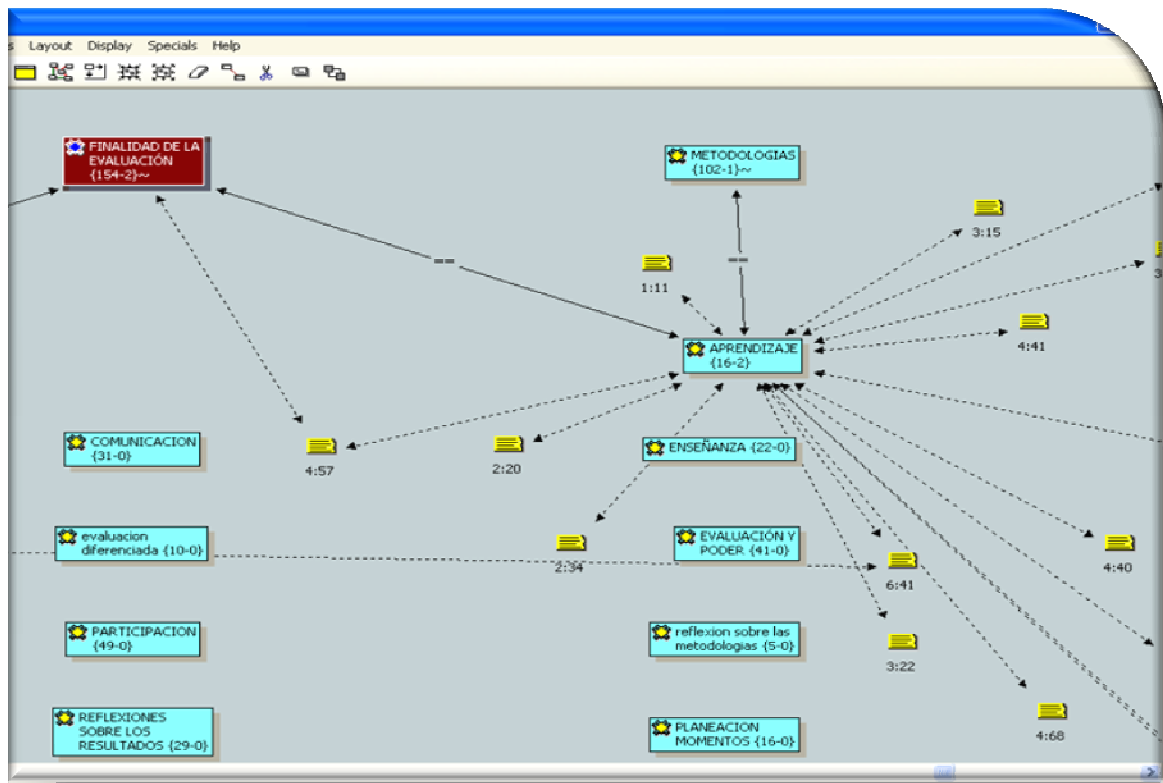 s Layout Display Specials Help
FINALIDAD DE LA
EVALUACIÓN
{154-2}~
METODOLOGIAS
{102-1}~
3:15
==
==
1:11
3
4:41
APRENDIZAJE
{16-2}
COMUNICACION
{31-0}
4:57
2:20
ENSEÑANZA {22-0}
evaluacion
diferenciada {10-0}
2:34
EVALUACIÓN Y
PODER {41-0}
6:41
4:40
PARTICIPACION
{49-0}
reflexion sobre las
metodologias {5-0}
3:22
REFLEXIONES
SOBRE LOS
RESULTADOS {29-0}
PLANEACION
MOMENTOS {16-0}
4:68